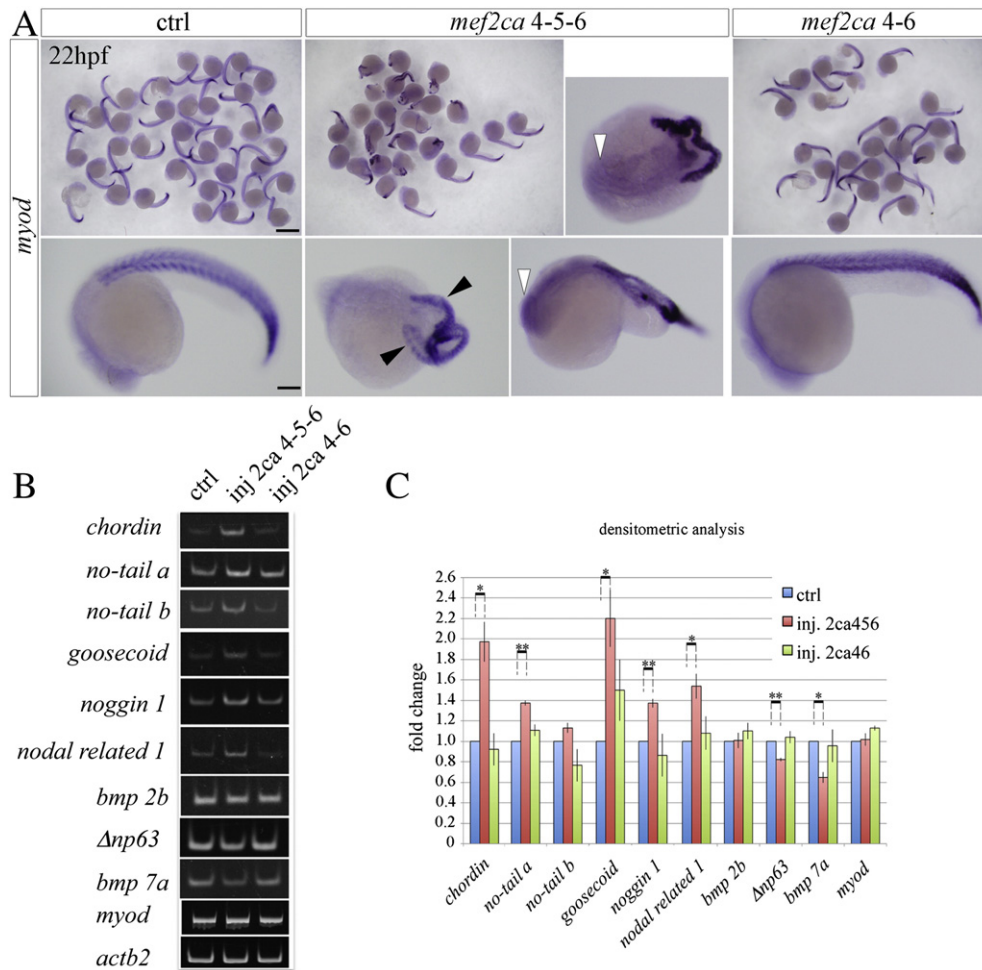 A
ctrl
mef2ca 4-5-6
mef2ca 4-6
22hpf
myod
B
ctrl
inj 2ca 4-5-6
inj 2ca 4-6
chordin
no-tail a
no-tail b
goosecoid
noggin 1
nodal related 1
bmp 2b
Δnp63
bmp 7a
myod
actb2
C
densitometric analysis
fold change
2.6
2.4
2.2
2.0
1.8
1.6
1.4
1.2
1.0
0.8
0.6
0.4
0.2
0
*
**
*
**
*
**
*
ctrl
inj. 2ca456
inj. 2ca46
chordin
no-tail a
no-tail b
goosecoid
noggin 1
nodal related 1
bmp 2b
Δnp63
bmp 7a
myod